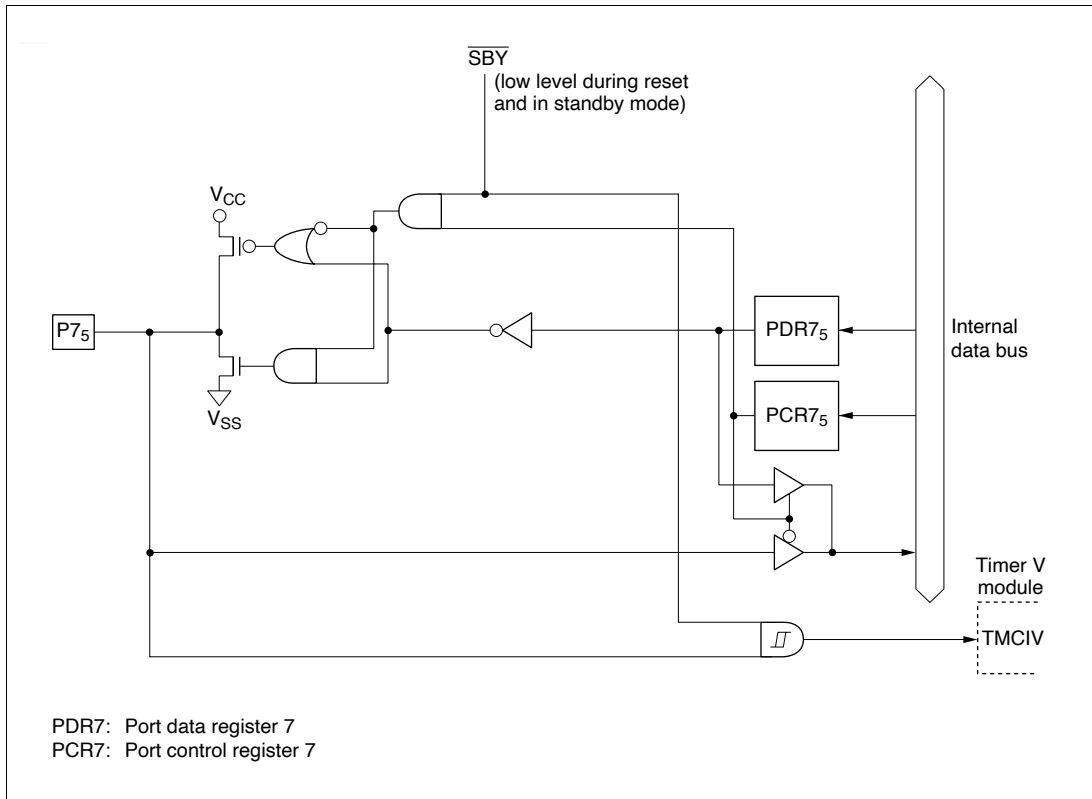 S̅B̅Y̅
(low level during reset
and in standby mode)
VCC
P7₅
VSS
PDR7₅
PCR7₅
Internal
data bus
Timer V
module
TMCIV
PDR7: Port data register 7
PCR7: Port control register 7